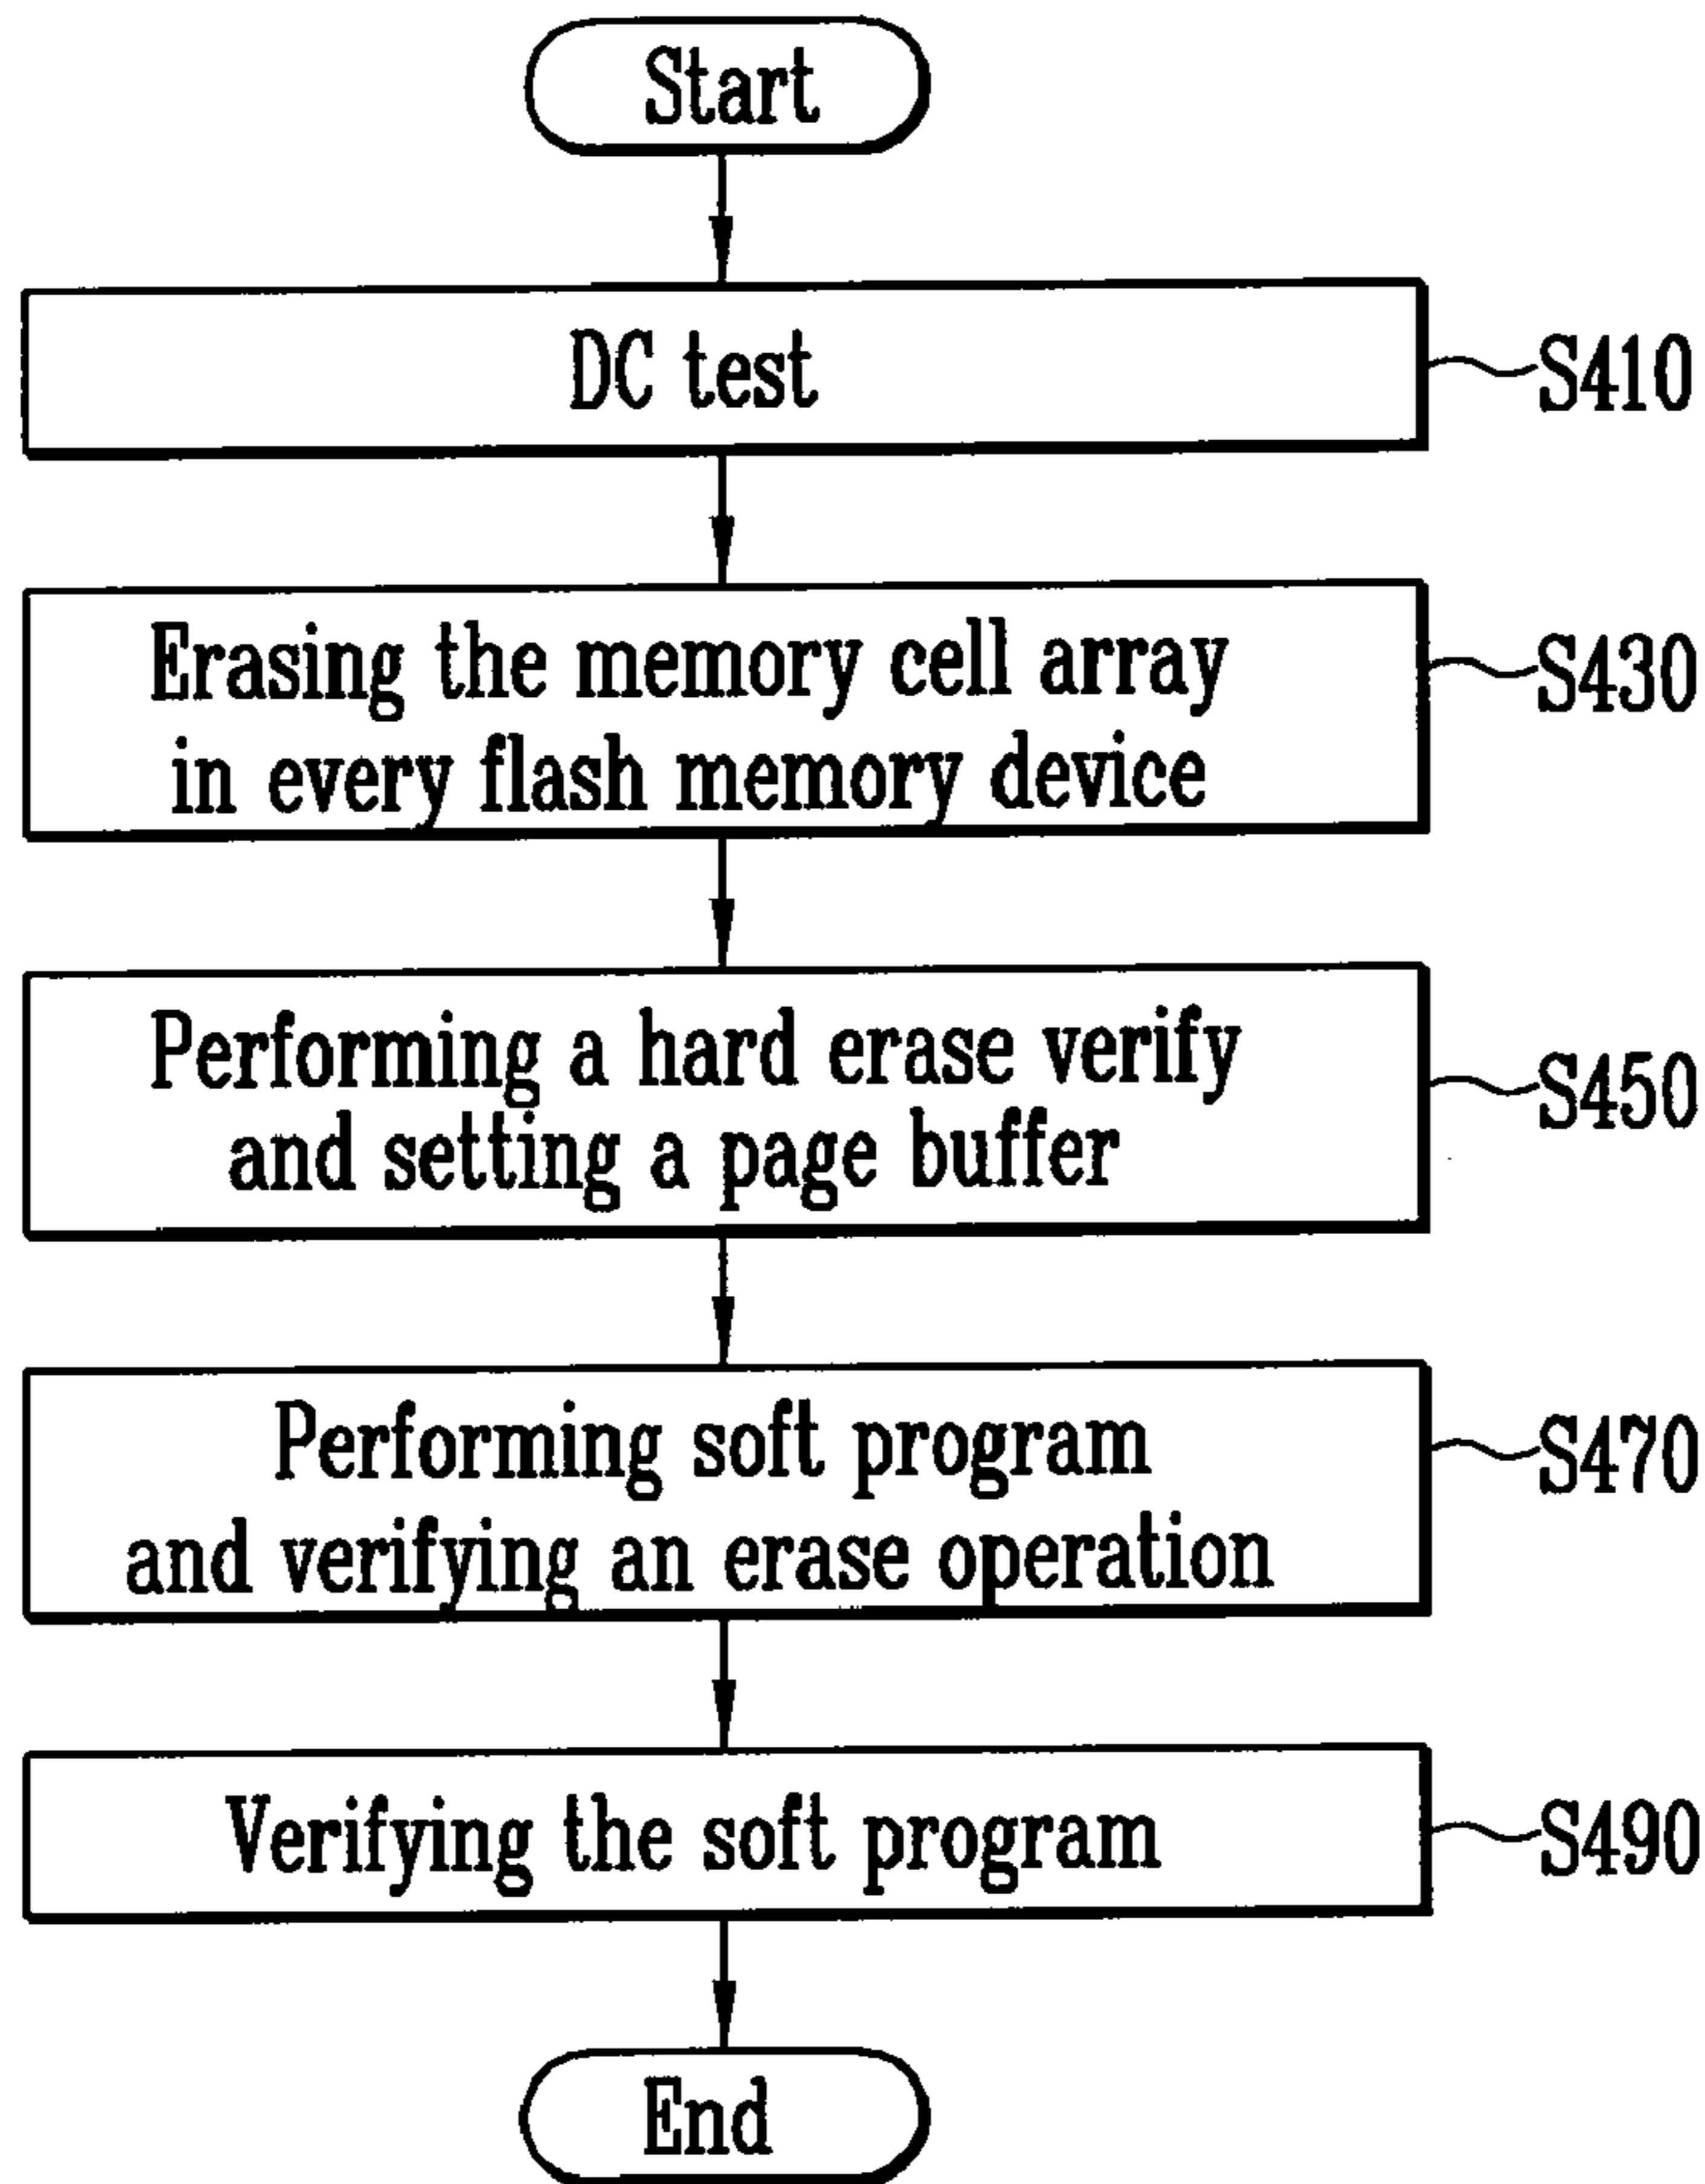 Start
DC test
S410
Erasing the memory cell array
in every flash memory device
S430
Performing a hard erase verify
and setting a page buffer
S450
Performing soft program
and verifying an erase operation
S470
Verifying the soft program
S490
End